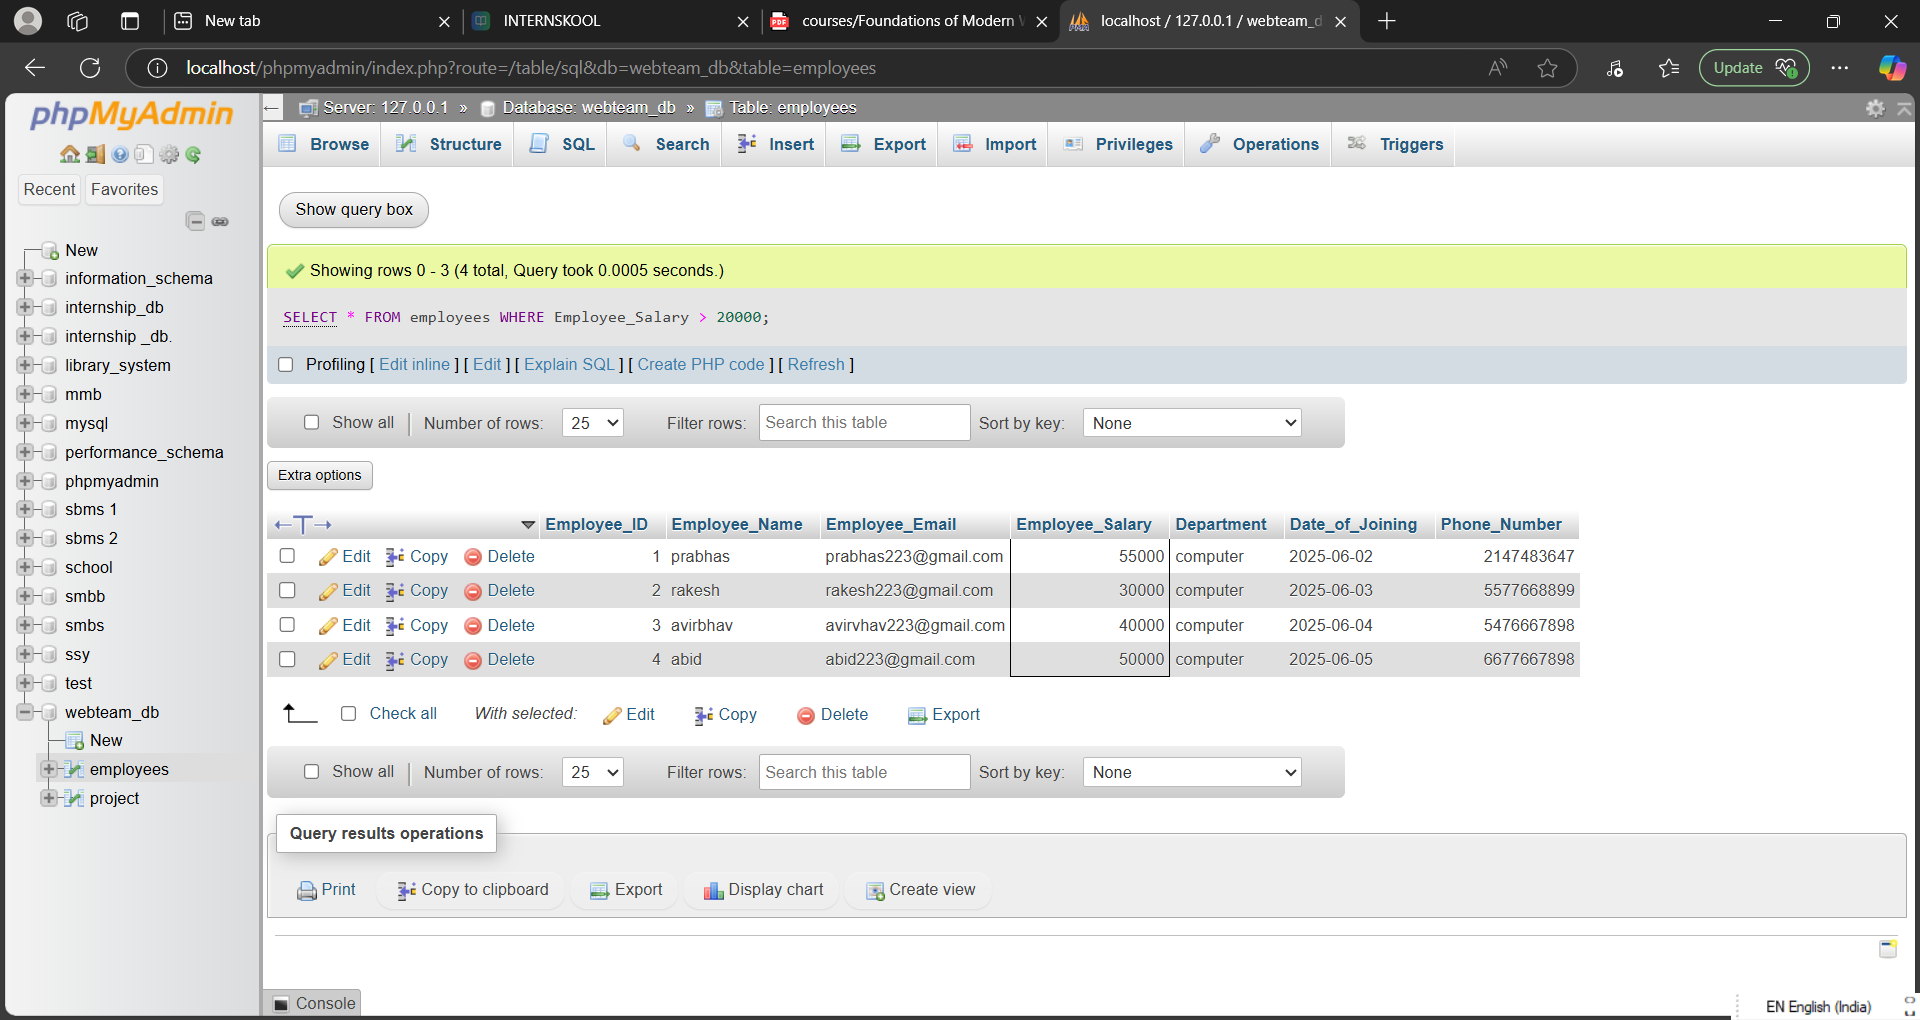 New tab
INTERNSKOOL
courses/Foundations of Modern
localhost / 127.0.0.1 / webteam_d
localhost/phpmyadmin/index.php?route=/table/sql&db=webteam_db&table=employees
Update
phpMyAdmin
Recent Favorites
New
information_schema
internship_db
internship _db.
library_system
mmb
mysql
performance_schema
phpmyadmin
sbms 1
sbms 2
school
smbb
smbs
ssy
test
webteam_db
New
employees
project
Server: 127.0.0.1 » Database: webteam_db » Table: employees
Browse Structure SQL Search Insert Export Import Privileges Operations Triggers
Show query box
Showing rows 0 - 3 (4 total, Query took 0.0005 seconds.)
SELECT * FROM employees WHERE Employee_Salary > 20000;
Profiling [ Edit inline ] [ Edit ] [ Explain SQL ] [ Create PHP code ] [ Refresh ]
Show all Number of rows: 25 Filter rows: Search this table Sort by key: None
Extra options
Employee_ID Employee_Name Employee_Email Employee_Salary Department Date_of_Joining Phone_Number
Edit Copy Delete 1 prabhas prabhas223@gmail.com 55000 computer 2025-06-02 2147483647
Edit Copy Delete 2 rakesh rakesh223@gmail.com 30000 computer 2025-06-03 5577668899
Edit Copy Delete 3 avirbhav avirvhav223@gmail.com 40000 computer 2025-06-04 5476667898
Edit Copy Delete 4 abid abid223@gmail.com 50000 computer 2025-06-05 6677667898
Check all With selected: Edit Copy Delete Export
Show all Number of rows: 25 Filter rows: Search this table Sort by key: None
Query results operations
Print Copy to clipboard Export Display chart Create view
Console
EN English (India)